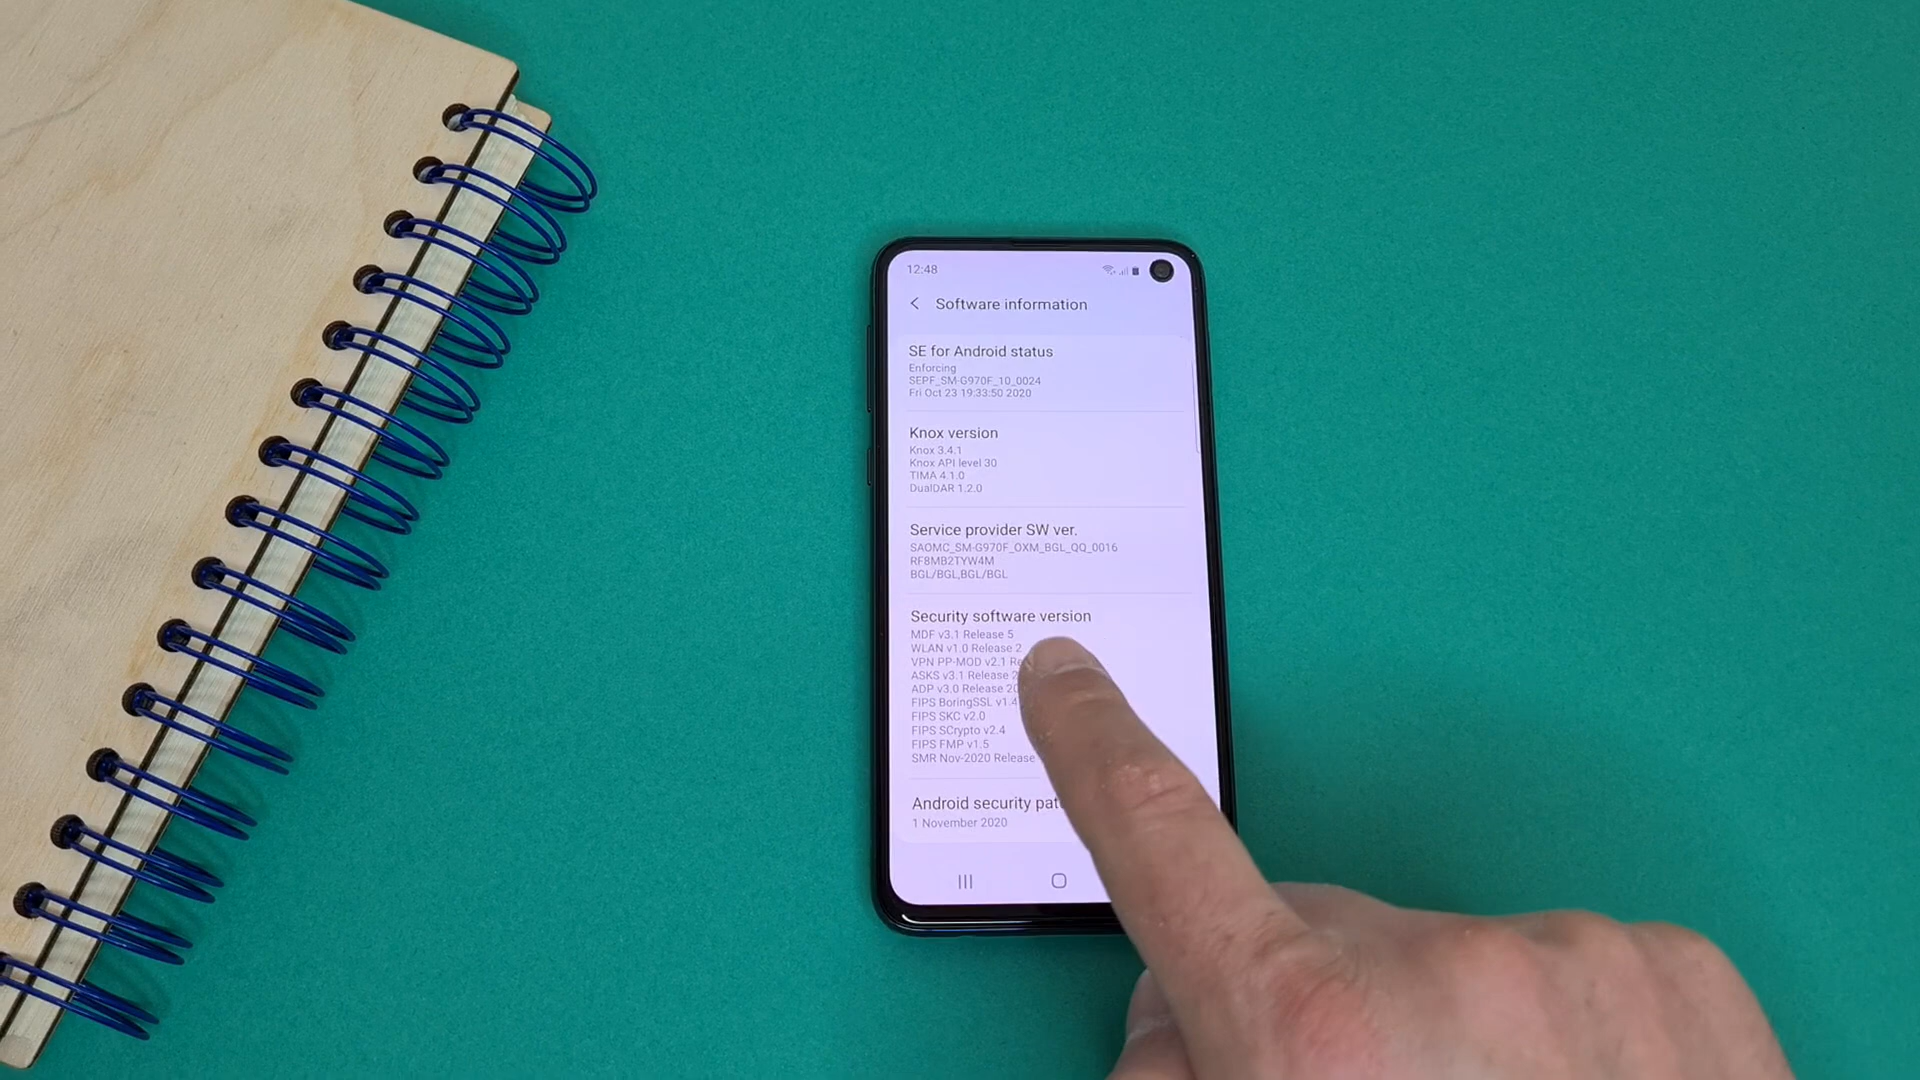 12:48
Software information
SE for Android status
Enforcing
SEPF_SM-G970F_10_0024
Fri Oct 23 19:33:50 2020
Knox version
Knox 3.4.1
Knox API level 30
TIMA 4.1.0
DualDAR 1.2.0
Service provider SW ver.
SAOMC_SM-G970F_OXM_BGL_QQ_0016
RF8MB2TYW4M
BGL/BGL,BGL/BGL
Security software version
MDF v3.1 Release 5
WLAN v1.0 Release 2
VPN PP-MOD v2.1
ASKS v3.1 Release
ADP v3.0 Release
FIPS BoringSSL v1.4
FIPS SKC v2.0
FIPS SCrypto v2.4
FIPS FMP v1.5
SMR Nov-2020 Release
Android security
1 November 2020